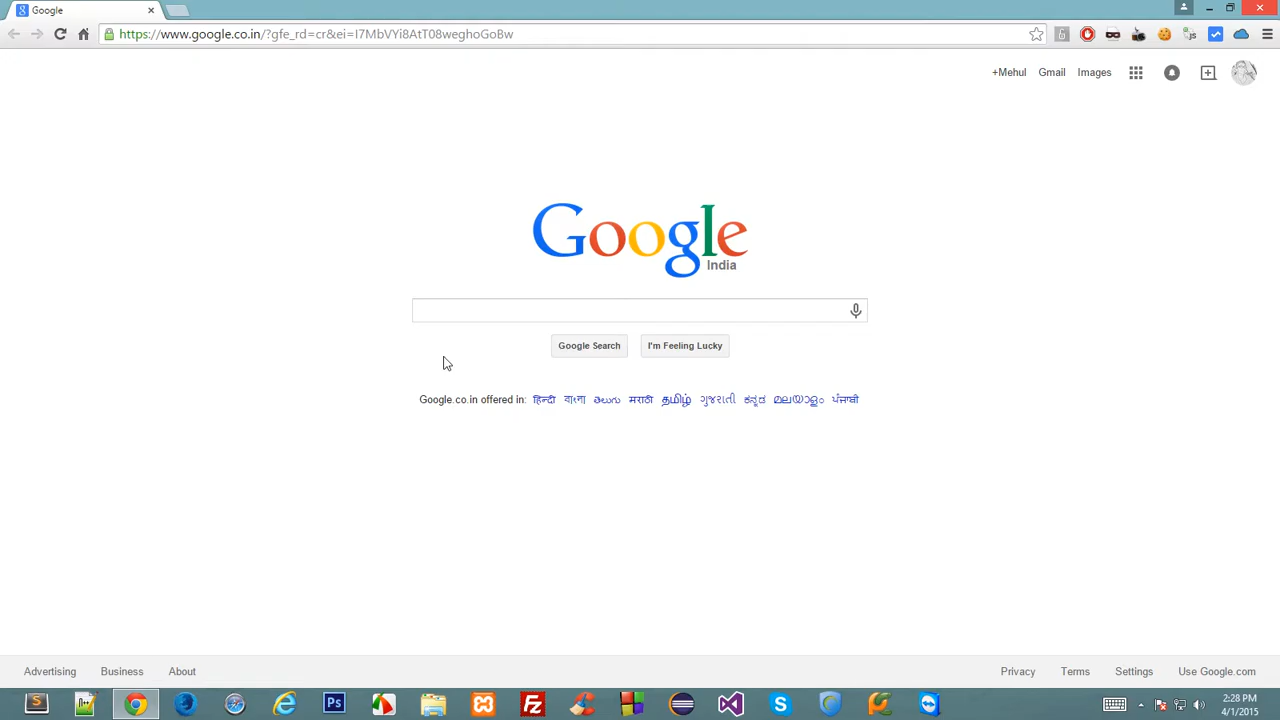 Google
https://www.google.co.in/?gfe_rd=cr&ei=I7MbVYi8AtT08weghoGoBw
+Mehul Gmail Images
Google
India
Google Search I'm Feeling Lucky
Google.co.in offered in: हिन्दी বাংলা తెలుగు मराठी தமிழ் ગુજરાતી ಕನ್ನಡ മലയാളം ਪੰਜਾਬੀ
Advertising Business About Privacy Terms Settings Use Google.com
Ps Fz
2:28 PM
4/1/2015